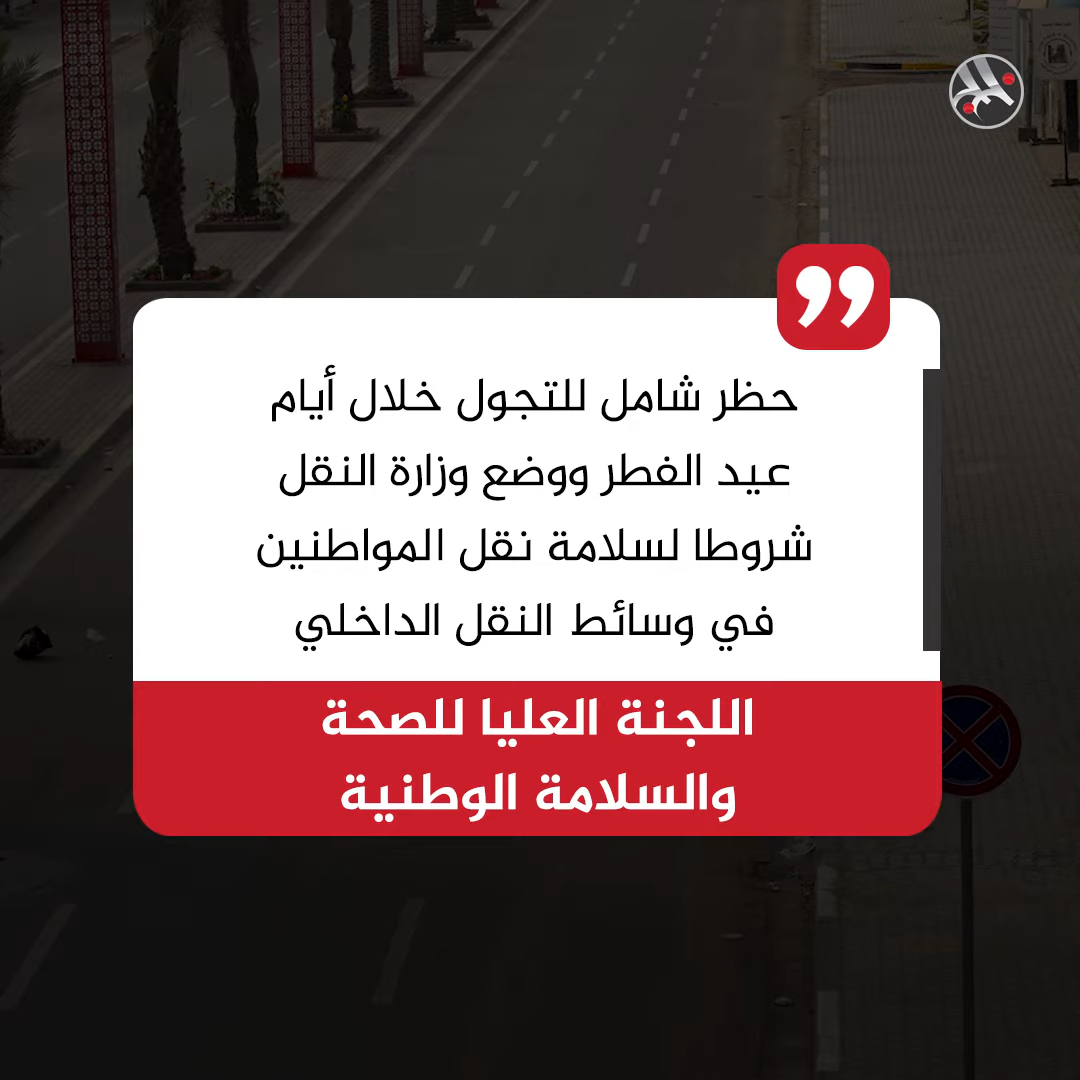 حظر شامل للتجول خلال أيام
عيد الفطر ووضع وزارة النقل
شروطا لسلامة نقل المواطنين
في وسائط النقل الداخلي
اللجنة العليا للصحة
والسلامة الوطنية